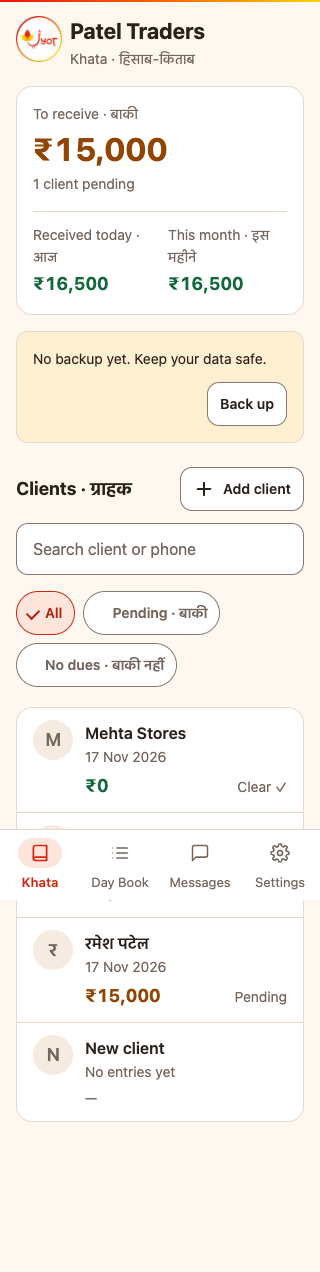 Jyot
Patel Traders
Khata · हिसाब-किताब
To receive · बाकी
₹15,000
1 client pending
Received today · आज
₹16,500
This month · इस महीने
₹16,500
No backup yet. Keep your data safe.
Back up
Clients · ग्राहक
Add client
Search client or phone
All
Pending · बाकी
No dues · बाकी नहीं
M
Mehta Stores
17 Nov 2026
₹0
Clear ✓
Khata
Day Book
Messages
Settings
र
रमेश पटेल
17 Nov 2026
₹15,000
Pending
N
New client
No entries yet
—